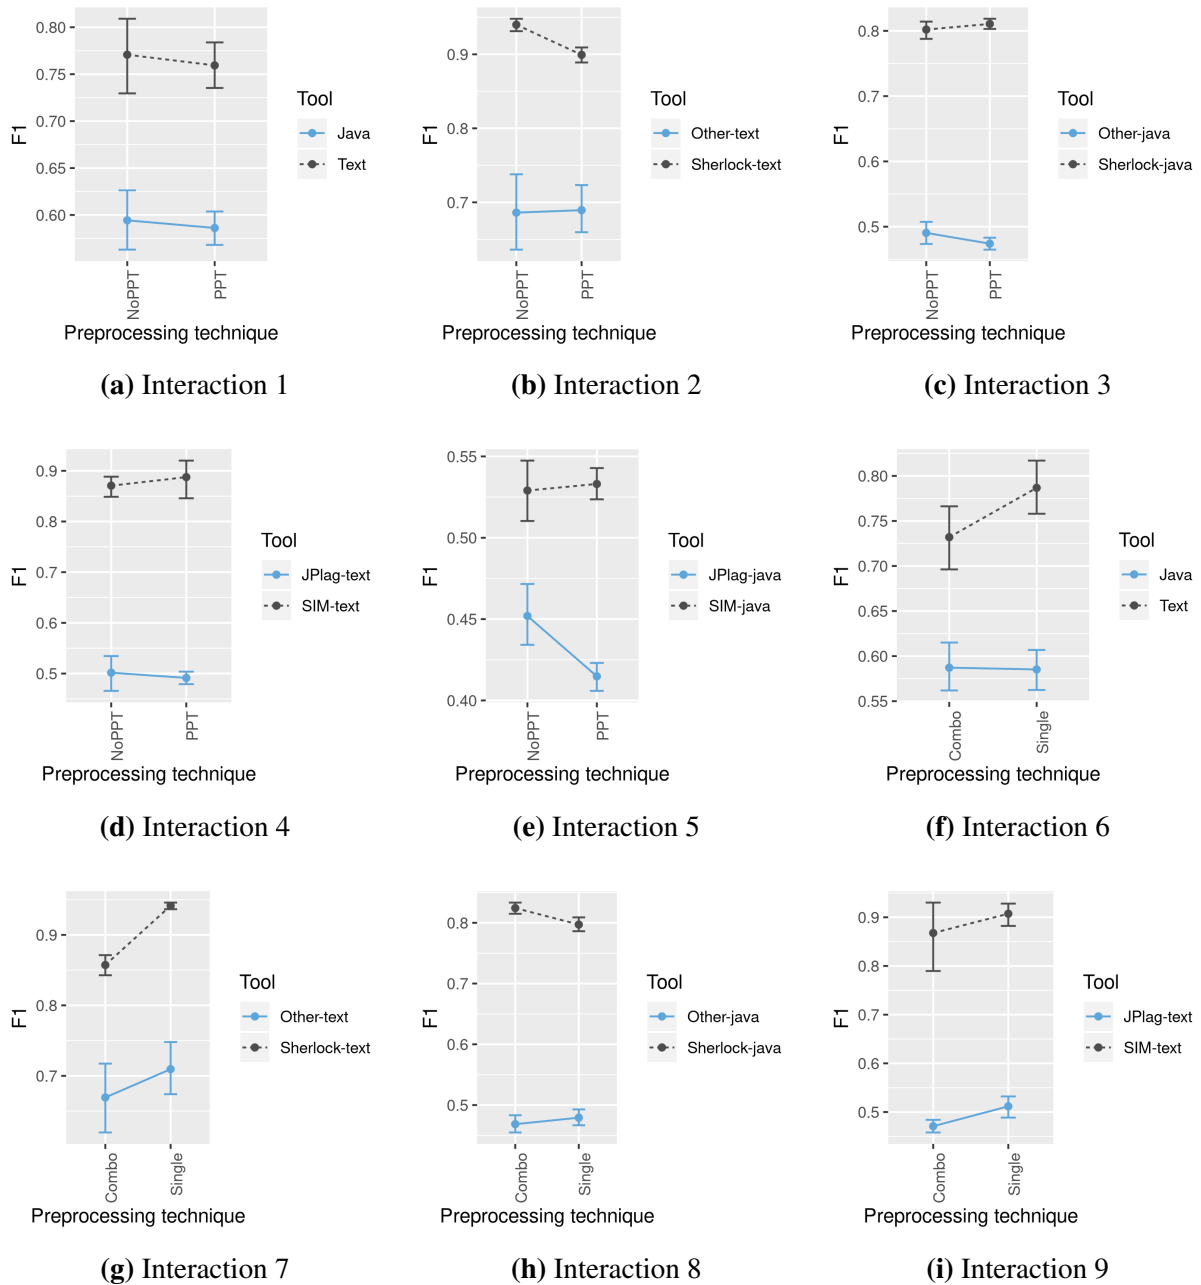 0.80
0.75
0.70
0.65
0.60
F1
NoPPT
PPT
Preprocessing technique
Tool
Java
Text
(a) Interaction 1
0.9
0.8
0.7
F1
NoPPT
PPT
Preprocessing technique
Tool
Other-text
Sherlock-text
(b) Interaction 2
0.8
0.7
0.6
0.5
F1
NoPPT
PPT
Preprocessing technique
Tool
Other-java
Sherlock-java
(c) Interaction 3
0.9
0.8
0.7
0.6
0.5
F1
NoPPT
PPT
Preprocessing technique
Tool
JPlag-text
SIM-text
(d) Interaction 4
0.55
0.50
0.45
0.40
F1
NoPPT
PPT
Preprocessing technique
Tool
JPlag-java
SIM-java
(e) Interaction 5
0.80
0.75
0.70
0.65
0.60
0.55
F1
Combo
Single
Preprocessing technique
Tool
Java
Text
(f) Interaction 6
0.9
0.8
0.7
F1
Combo
Single
Preprocessing technique
Tool
Other-text
Sherlock-text
(g) Interaction 7
0.8
0.7
0.6
0.5
F1
Combo
Single
Preprocessing technique
Tool
Other-java
Sherlock-java
(h) Interaction 8
0.9
0.8
0.7
0.6
0.5
F1
Combo
Single
Preprocessing technique
Tool
JPlag-text
SIM-text
(i) Interaction 9